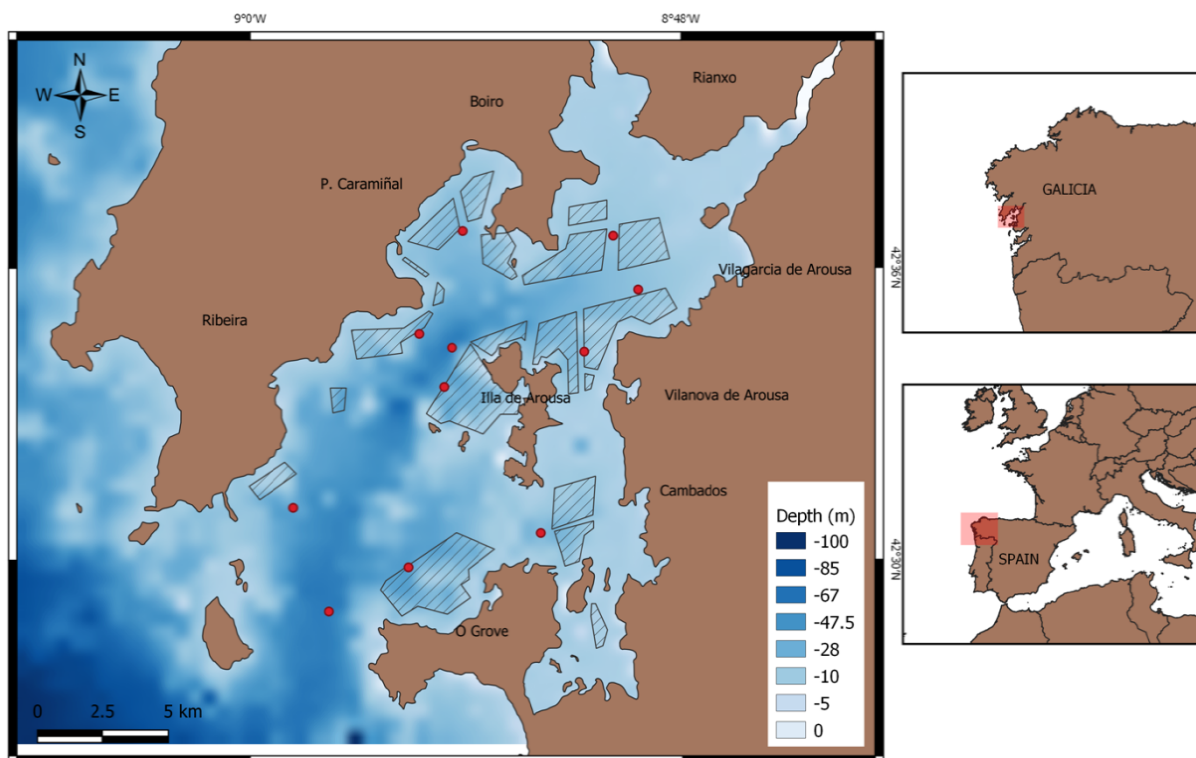 9°0'W
8°48'W
N
W E
S
Rianxo
Boiro
P. Caramiñal
Vilagarcia de Arousa
Ribeira
Illa de Arousa
Vilanova de Arousa
Cambados
O Grove
42°36'N
42°30'N
Depth (m)
-100
-85
-67
-47.5
-28
-10
-5
0
0 2.5 5 km
GALICIA
SPAIN